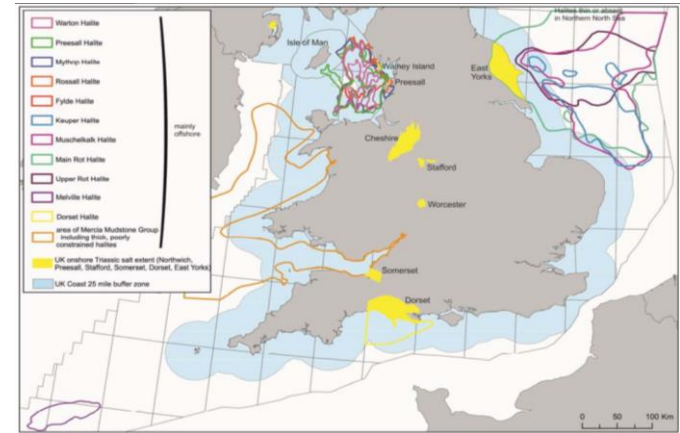 Warton Halite
Preesall Halite
Mythop Halite
Rossall Halite
Fylde Halite
Keuper Halite
Muschelkalk Halite
Main Rot Halite
Upper Rot Halite
Melville Halite
Dorset Halite
area of Mercia Mudstone Group
including thick, poorly
constrained halites
UK onshore Triassic salt extent (Northwich,
Preesall, Stafford, Somerset, Dorset, East Yorks)
UK Coast 25 mile buffer zone
mainly
offshore
Halites thin or absent
in Northern North Sea
Isle of Man
Walney Island
Preesall
East
Yorks
Cheshire
Stafford
Worcester
Somerset
Dorset
0 50 100 Km